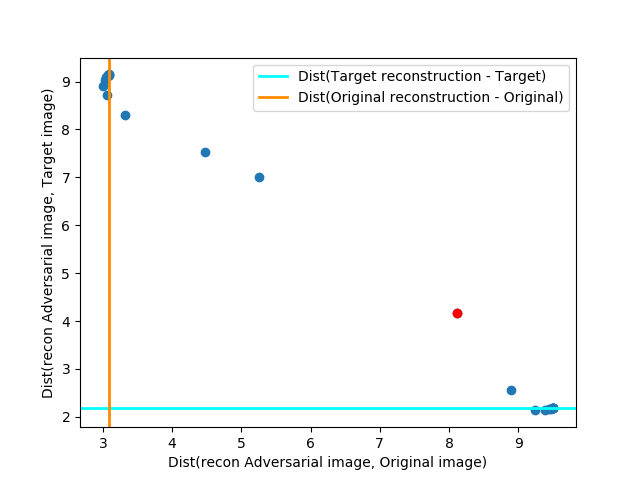 Dist(Target reconstruction - Target)
Dist(Original reconstruction - Original)
Dist(recon Adversarial image, Target image)
9
8
7
6
5
4
3
2
3 4 5 6 7 8 9
Dist(recon Adversarial image, Original image)